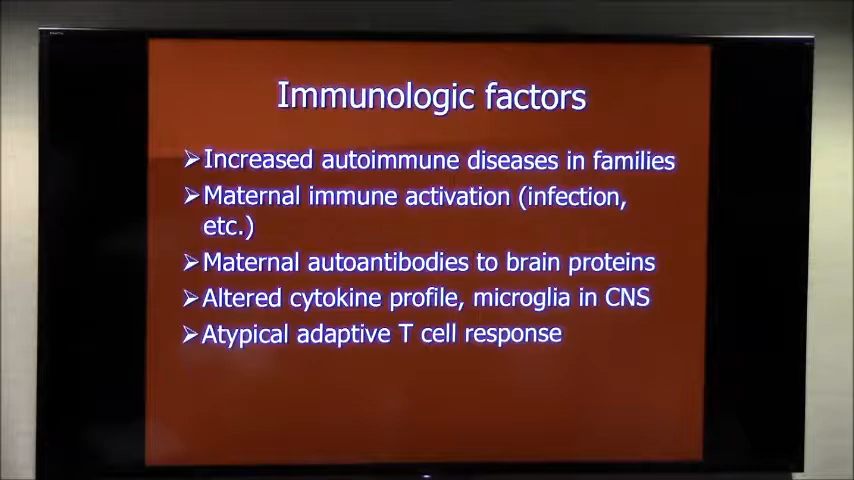 Immunologic factors
➢Increased autoimmune diseases in families
➢Maternal immune activation (infection,
etc.)
➢Maternal autoantibodies to brain proteins
➢Altered cytokine profile, microglia in CNS
➢Atypical adaptive T cell response